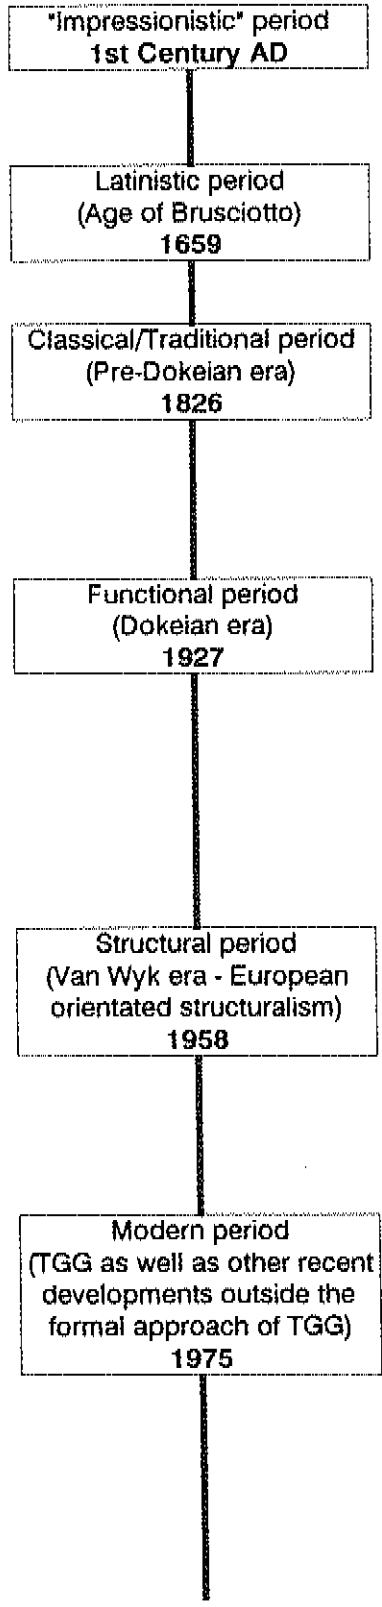 "Impressionistic" period
1st Century AD
Latinistic period
(Age of Brusciotto)
1659
Classical/Traditional period
(Pre-Dokeian era)
1826
Functional period
(Dokeian era)
1927
Structural period
(Van Wyk era - European
orientated structuralism)
1958
Modern period
(TGG as well as other recent
developments outside the
formal approach of TGG)
1975